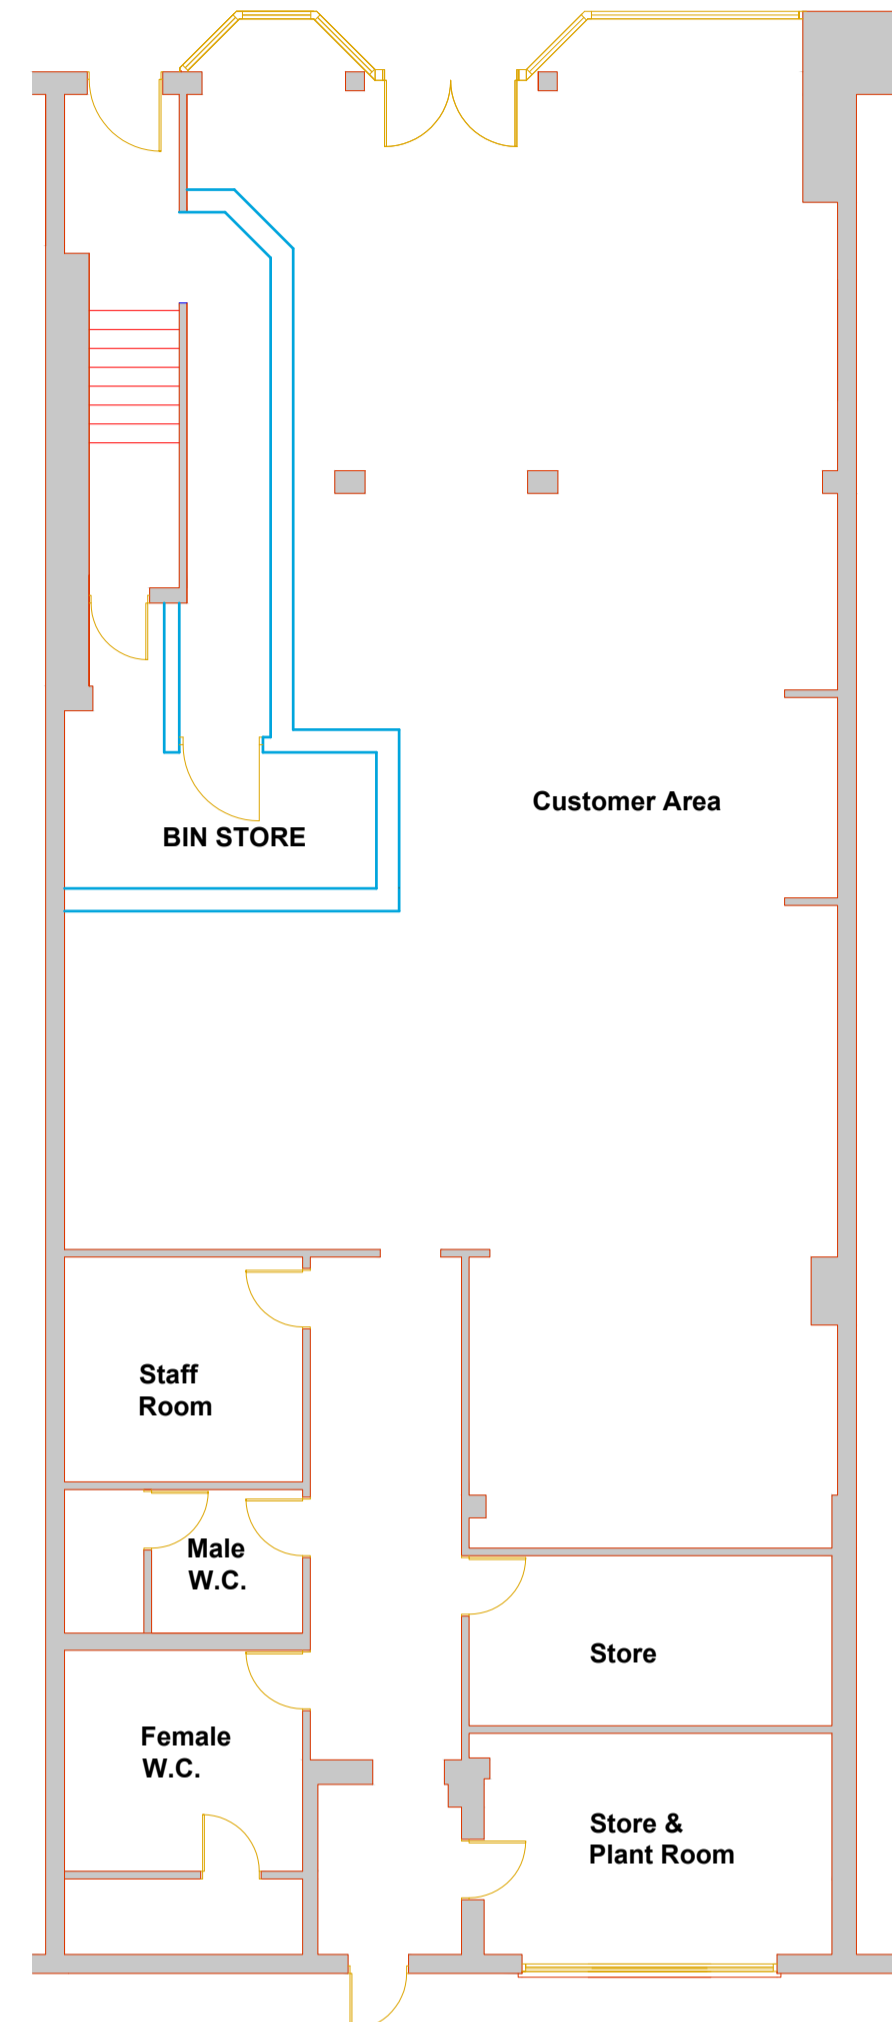 Customer Area
BIN STORE
Staff
Room
Male
W.C.
Store
Female
W.C.
Store &
Plant Room